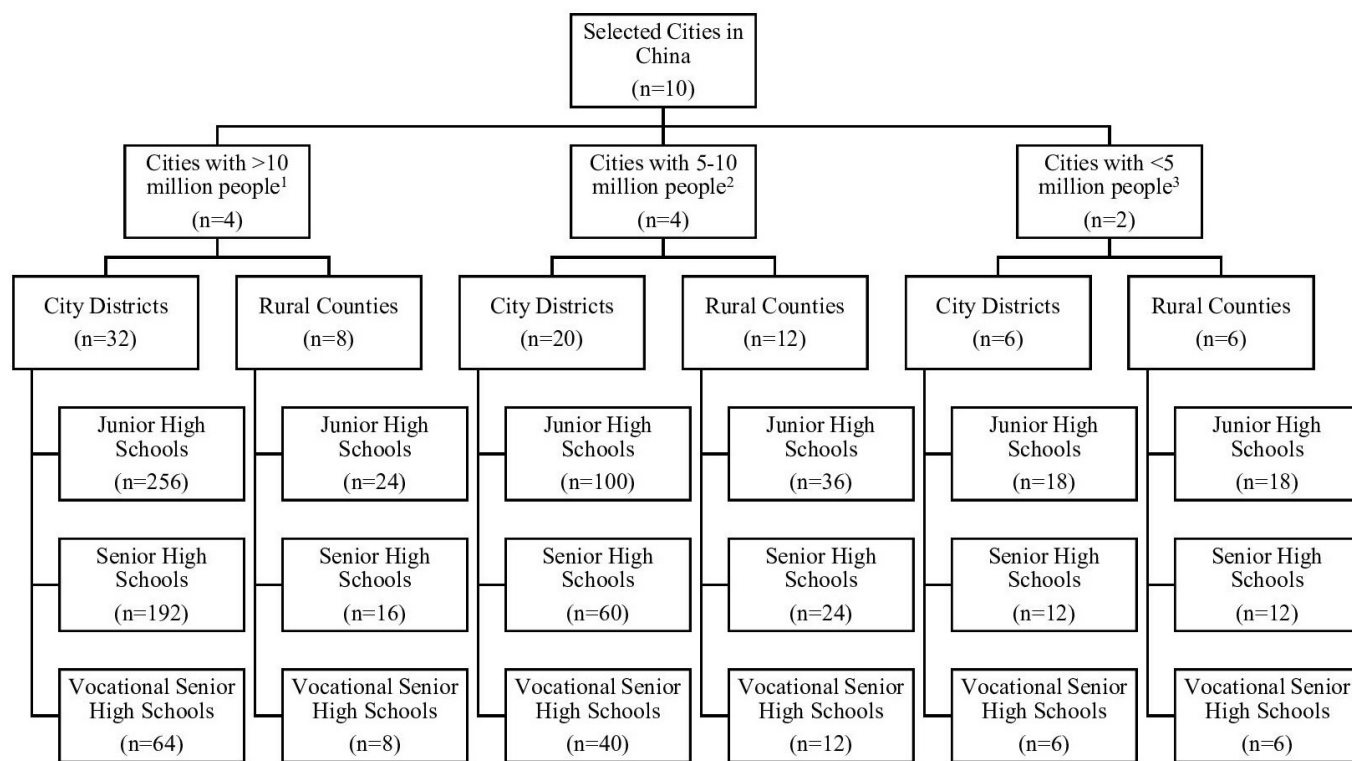 Selected Cities in
China
(n=10)
Cities with >10
million people¹
(n=4)
Cities with 5-10
million people²
(n=4)
Cities with <5
million people³
(n=2)
City Districts
(n=32)
Rural Counties
(n=8)
City Districts
(n=20)
Rural Counties
(n=12)
City Districts
(n=6)
Rural Counties
(n=6)
Junior High
Schools
(n=256)
Junior High
Schools
(n=24)
Junior High
Schools
(n=100)
Junior High
Schools
(n=36)
Junior High
Schools
(n=18)
Junior High
Schools
(n=18)
Senior High
Schools
(n=192)
Senior High
Schools
(n=16)
Senior High
Schools
(n=60)
Senior High
Schools
(n=24)
Senior High
Schools
(n=12)
Senior High
Schools
(n=12)
Vocational Senior
High Schools
(n=64)
Vocational Senior
High Schools
(n=8)
Vocational Senior
High Schools
(n=40)
Vocational Senior
High Schools
(n=12)
Vocational Senior
High Schools
(n=6)
Vocational Senior
High Schools
(n=6)